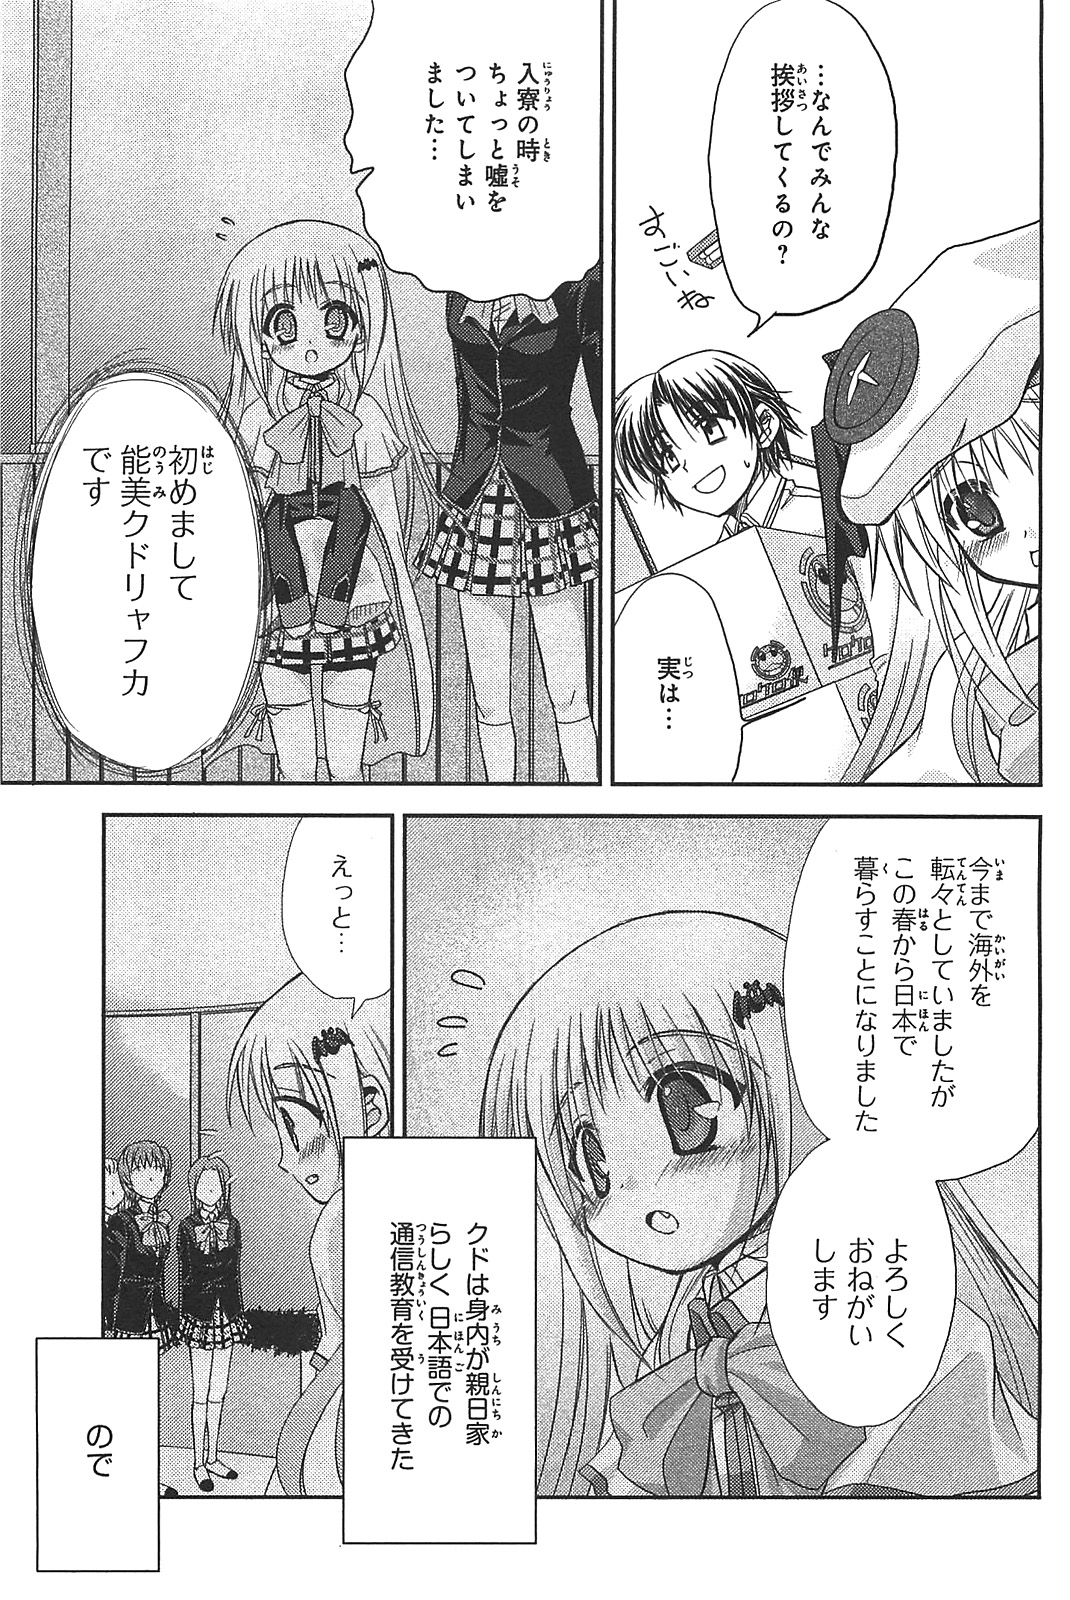 …なんでみんな
挨拶してくるの?
すごいね
実は…
入寮の時
ちょっと嘘を
ついてしまい
ました…
初めまして
能美クドリャフカ
です
今まで海外を
転々としていましたが
この春から日本で
暮らすことになりました
よろしく
おねがい
します
えっと…
クドは身内が親日家
らしく日本語での
通信教育を受けてきた
ので